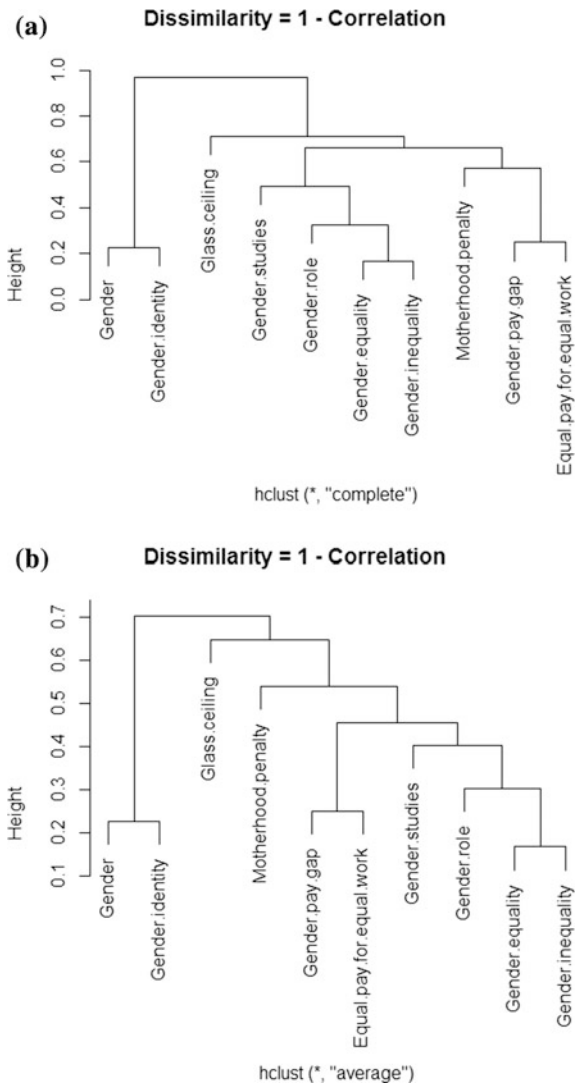 (a) Dissimilarity = 1 - Correlation
Height
1.0
0.8
0.6
0.4
0.2
0.0
Gender
Gender.identity
Glass.ceiling
Gender.studies
Gender.role
Gender.equality
Gender.inequality
Motherhood.penalty
Gender.pay.gap
Equal.pay.for.equal.work
hclust (*, "complete")
(b) Dissimilarity = 1 - Correlation
Height
0.7
0.6
0.5
0.4
0.3
0.2
0.1
Gender
Gender.identity
Glass.ceiling
Motherhood.penalty
Gender.pay.gap
Equal.pay.for.equal.work
Gender.studies
Gender.role
Gender.equality
Gender.inequality
hclust (*, "average")